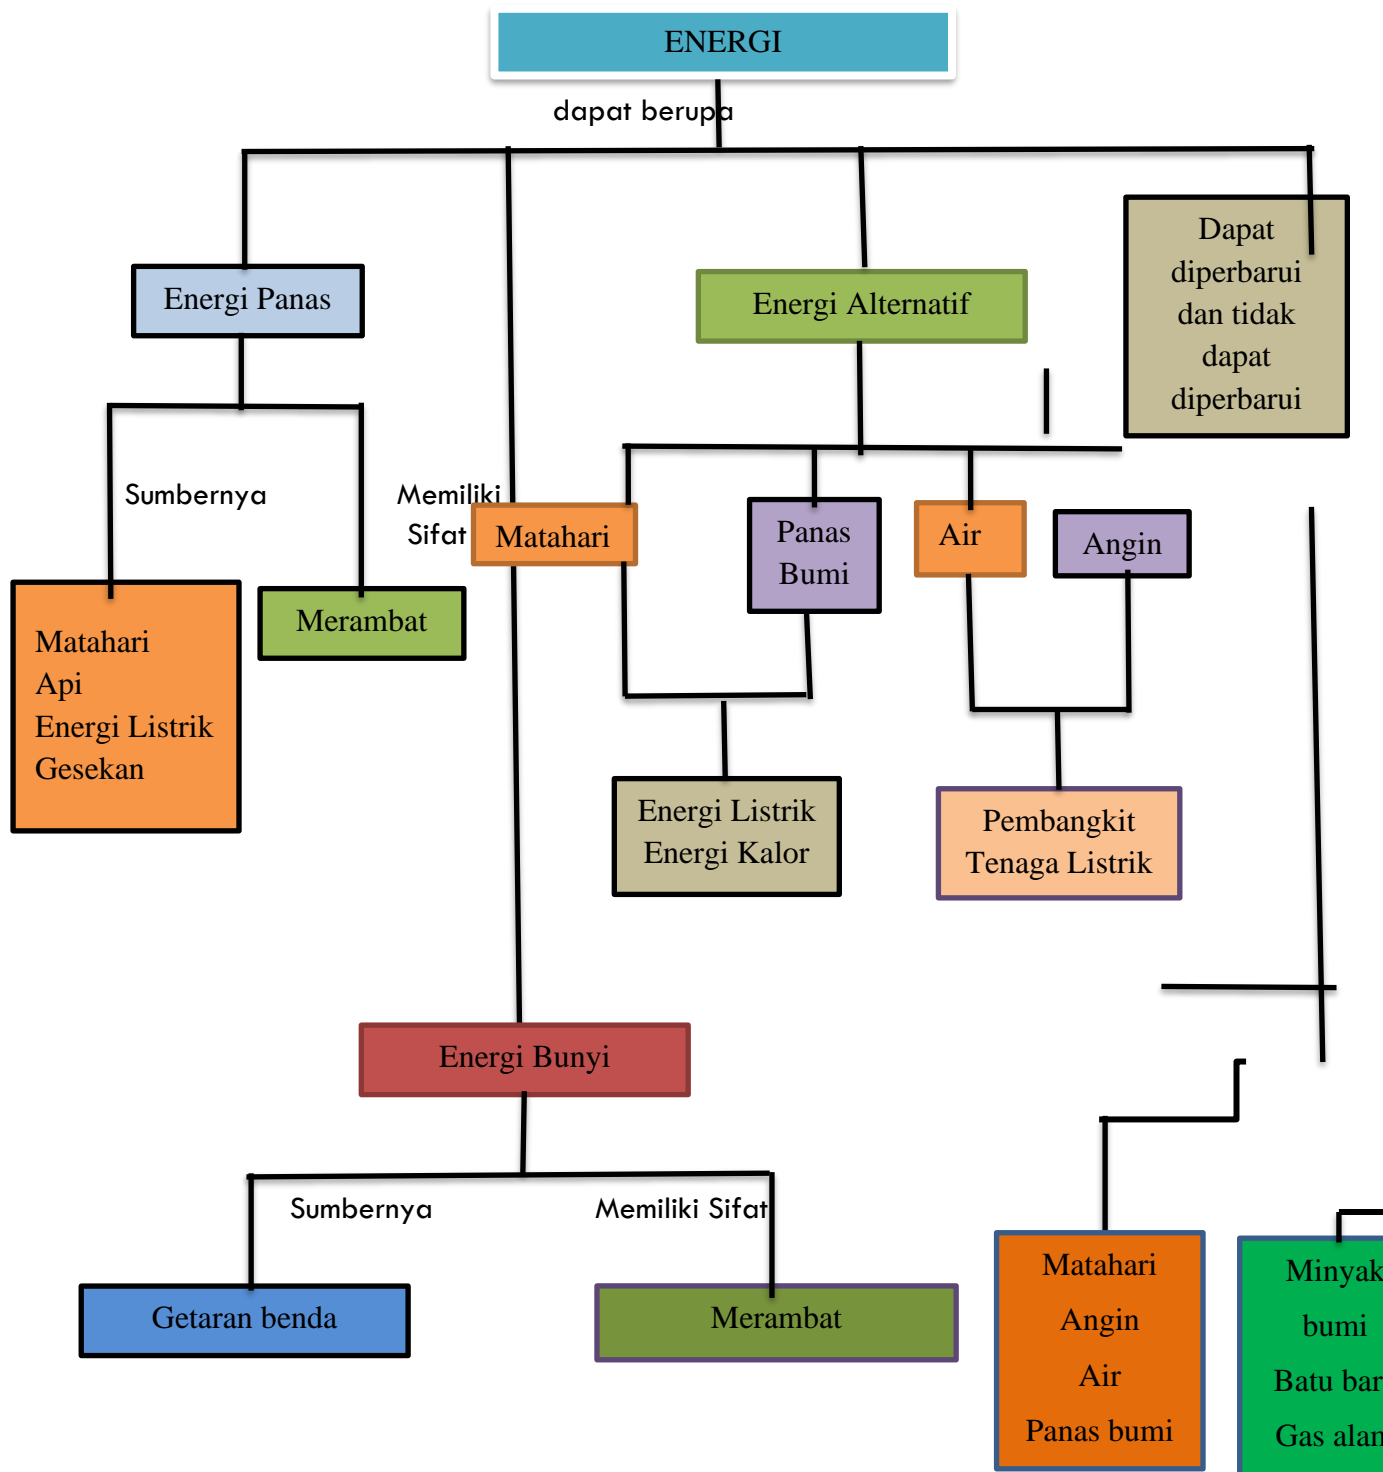 ENERGI
dapat berupa
Energi Panas
Energi Alternatif
Dapat
diperbarui
dan tidak
dapat
diperbarui
Sumbernya
Memiliki
Sifat
Matahari
Panas
Bumi
Air
Angin
Matahari
Api
Energi Listrik
Gesekan
Merambat
Energi Listrik
Energi Kalor
Pembangkit
Tenaga Listrik
Energi Bunyi
Sumbernya
Memiliki Sifat
Getaran benda
Merambat
Matahari
Angin
Air
Panas bumi
Minyak
bumi
Batu
Gas